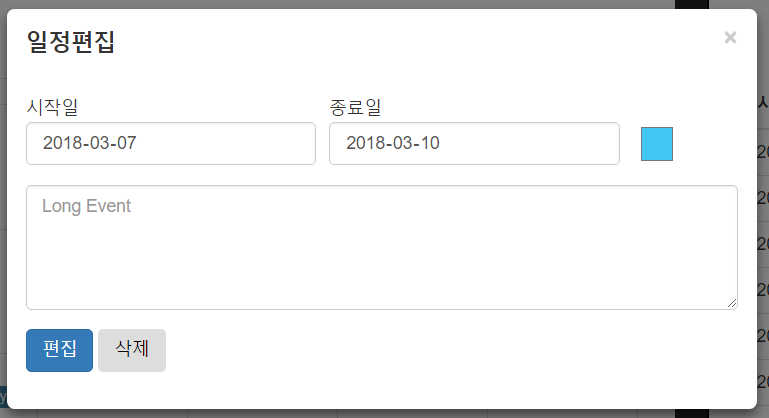 일정편집 ×
시작일 종료일
2018-03-07 2018-03-10
Long Event
편집 삭제